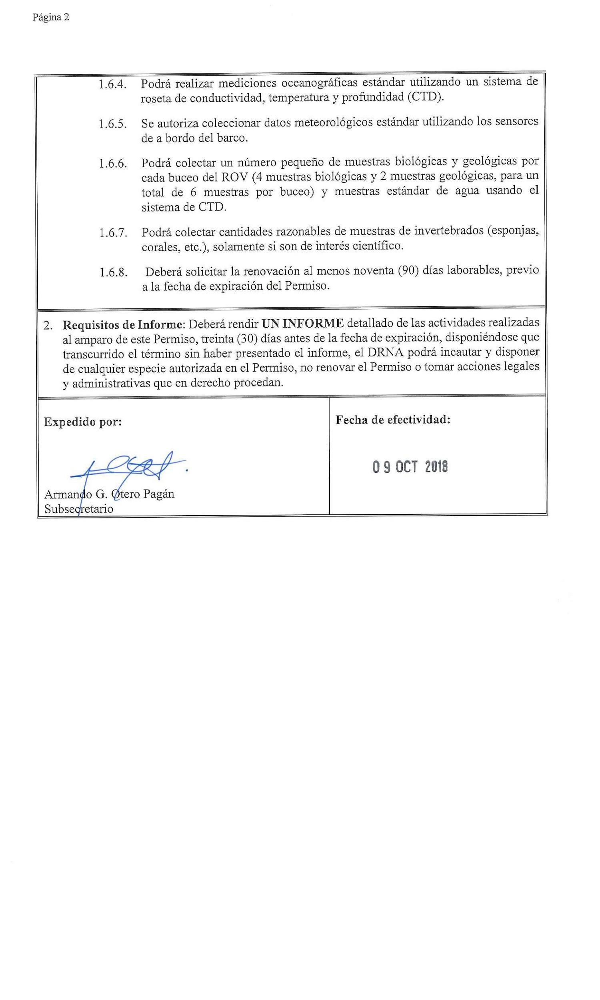 Página 2
1.6.4. Podrá realizar mediciones oceanográficas estándar utilizando un sistema de
roseta de conductividad, temperatura y profundidad (CTD).
1.6.5. Se autoriza coleccionar datos meteorológicos estándar utilizando los sensores
de a bordo del barco.
1.6.6. Podrá colectar un número pequeño de muestras biológicas y geológicas por
cada buceo del ROV (4 muestras biológicas y 2 muestras geológicas, para un
total de 6 muestras por buceo) y muestras estándar de agua usando el
sistema de CTD.
1.6.7. Podrá colectar cantidades razonables de muestras de invertebrados (esponjas,
corales, etc.), solamente si son de interés científico.
1.6.8. Deberá solicitar la renovación al menos noventa (90) días laborables, previo
a la fecha de expiración del Permiso.
2. Requisitos de Informe: Deberá rendir UN INFORME detallado de las actividades realizadas
al amparo de este Permiso, treinta (30) días antes de la fecha de expiración, disponiéndose que
transcurrido el término sin haber presentado el informe, el DRNA podrá incautar y disponer
de cualquier especie autorizada en el Permiso, no renovar el Permiso o tomar acciones legales
y administrativas que en derecho procedan.
Expedido por:
Armando G. Otero Pagán
Subsecretario
Fecha de efectividad:
09 OCT 2018